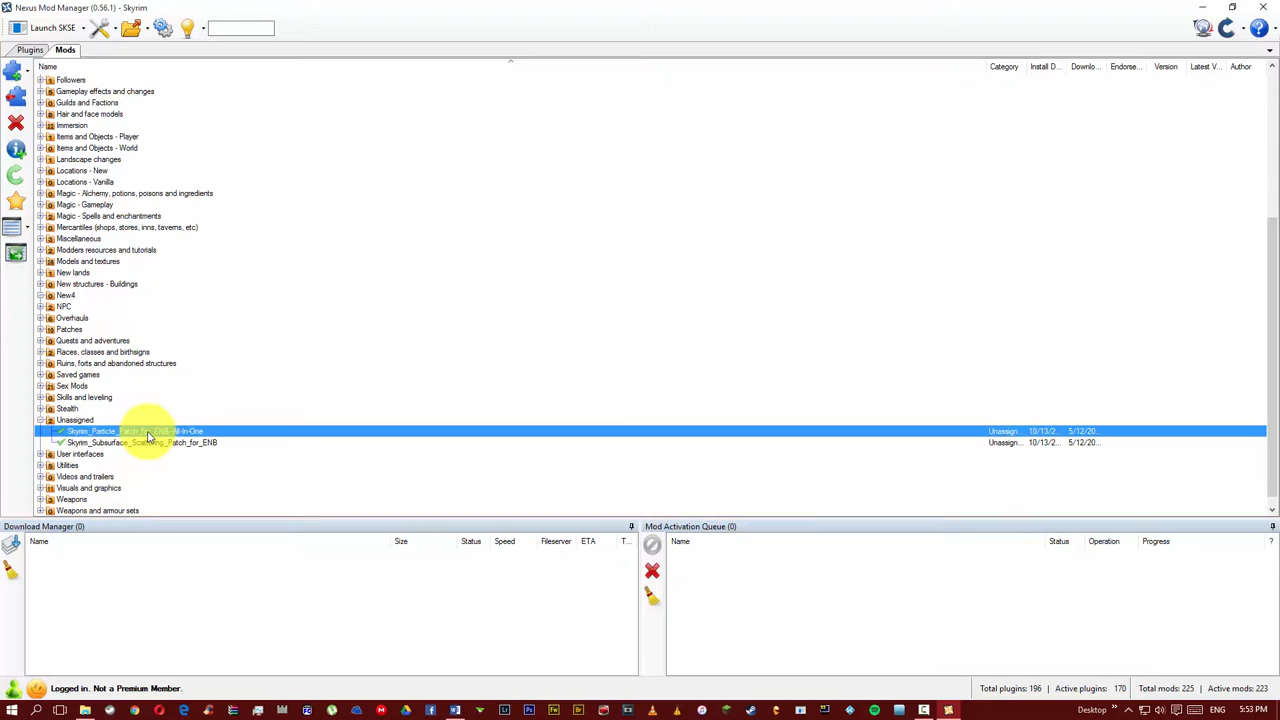 Nexus Mod Manager (0.56.1) - Skyrim
Launch SKSE
Plugins Mods
Name Category Install D... Downlo... Endorse... Version Latest V... Author
Followers
Gameplay effects and changes
Guilds and Factions
Hair and face models
Immersion
Items and Objects - Player
Items and Objects - World
Landscape changes
Locations - New
Locations - Vanilla
Magic - Alchemy, potions, poisons and ingredients
Magic - Gameplay
Magic - Spells and enchantments
Mercantiles (shops, stores, inns, taverns, etc)
Miscellaneous
Modders resources and tutorials
Models and textures
New lands
New structures - Buildings
New4
NPC
Overhauls
Patches
Quests and adventures
Races, classes and birthsigns
Ruins, forts and abandoned structures
Saved games
Sex Mods
Skills and leveling
Stealth
Unassigned
Skyrim_Particle_Patch_for_ENB-All-In-One Unassign... 10/13/2... 5/12/20...
Skyrim_Subsurface_Scattering_Patch_for_ENB Unassign... 10/13/2... 5/12/20...
User interfaces
Utilities
Videos and trailers
Visuals and graphics
Weapons
Weapons and amour sets
Download Manager (0) Mod Activation Queue (0)
Name Size Status Speed Fileserver ETA T... Name Status Operation Progress ?
Logged in. Not a Premium Member. Total plugins: 196 Active plugins: 170 Total mods: 225 Active mods: 223
Desktop 5:53 PM